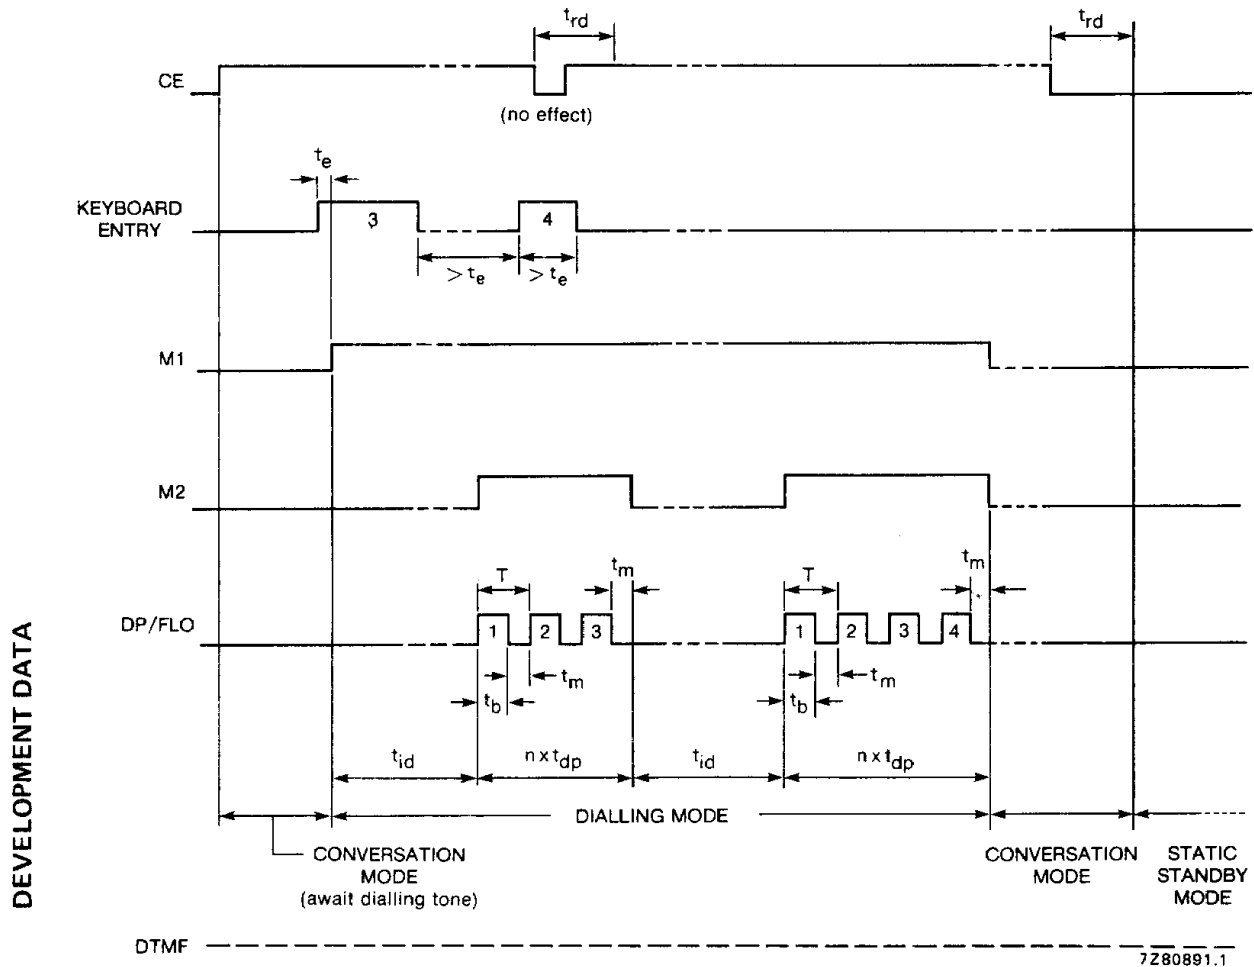 t_rd
t_rd
CE
(no effect)
t_e
KEYBOARD
ENTRY
3
4
> t_e
> t_e
M1
M2
T
t_m
T
t_m
DP/FLO
1
2
3
1
2
3
4
t_m
t_m
t_b
t_b
t_id
n x t_dp
t_id
n x t_dp
DIALLING MODE
CONVERSATION
MODE
(await dialling tone)
CONVERSATION
MODE
STATIC
STANDBY
MODE
DTMF
7Z80891.1
DEVELOPMENT DATA